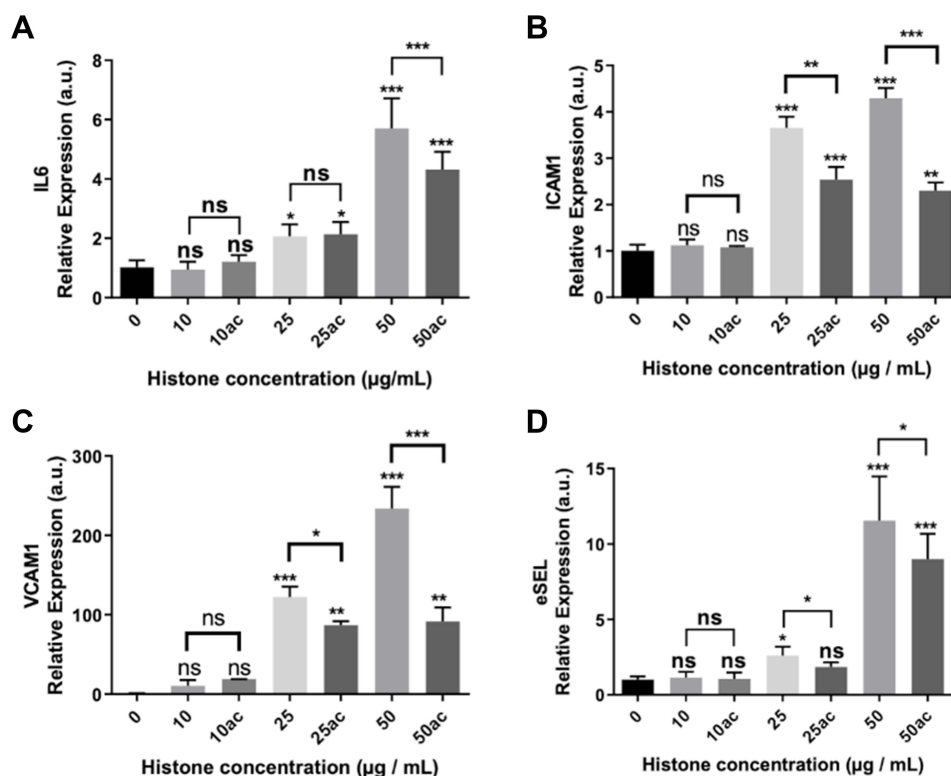 A
IL6
Relative Expression (a.u.)
8
6
4
2
0
ns
ns
ns
ns
*
*
***
***
***
0
10
10ac
25
25ac
50
50ac
Histone concentration (µg/mL)
B
ICAM1
Relative Expression (a.u.)
5
4
3
2
1
0
ns
ns
ns
**
***
***
***
***
**
0
10
10ac
25
25ac
50
50ac
Histone concentration (µg / mL)
C
VCAM1
Relative Expression (a.u.)
300
200
100
0
ns
ns
ns
*
***
**
***
***
**
0
10
10ac
25
25ac
50
50ac
Histone concentration (µg / mL)
D
eSEL
Relative Expression (a.u.)
15
10
5
0
ns
ns
ns
*
*
ns
*
***
***
0
10
10ac
25
25ac
50
50ac
Histone concentration (µg / mL)